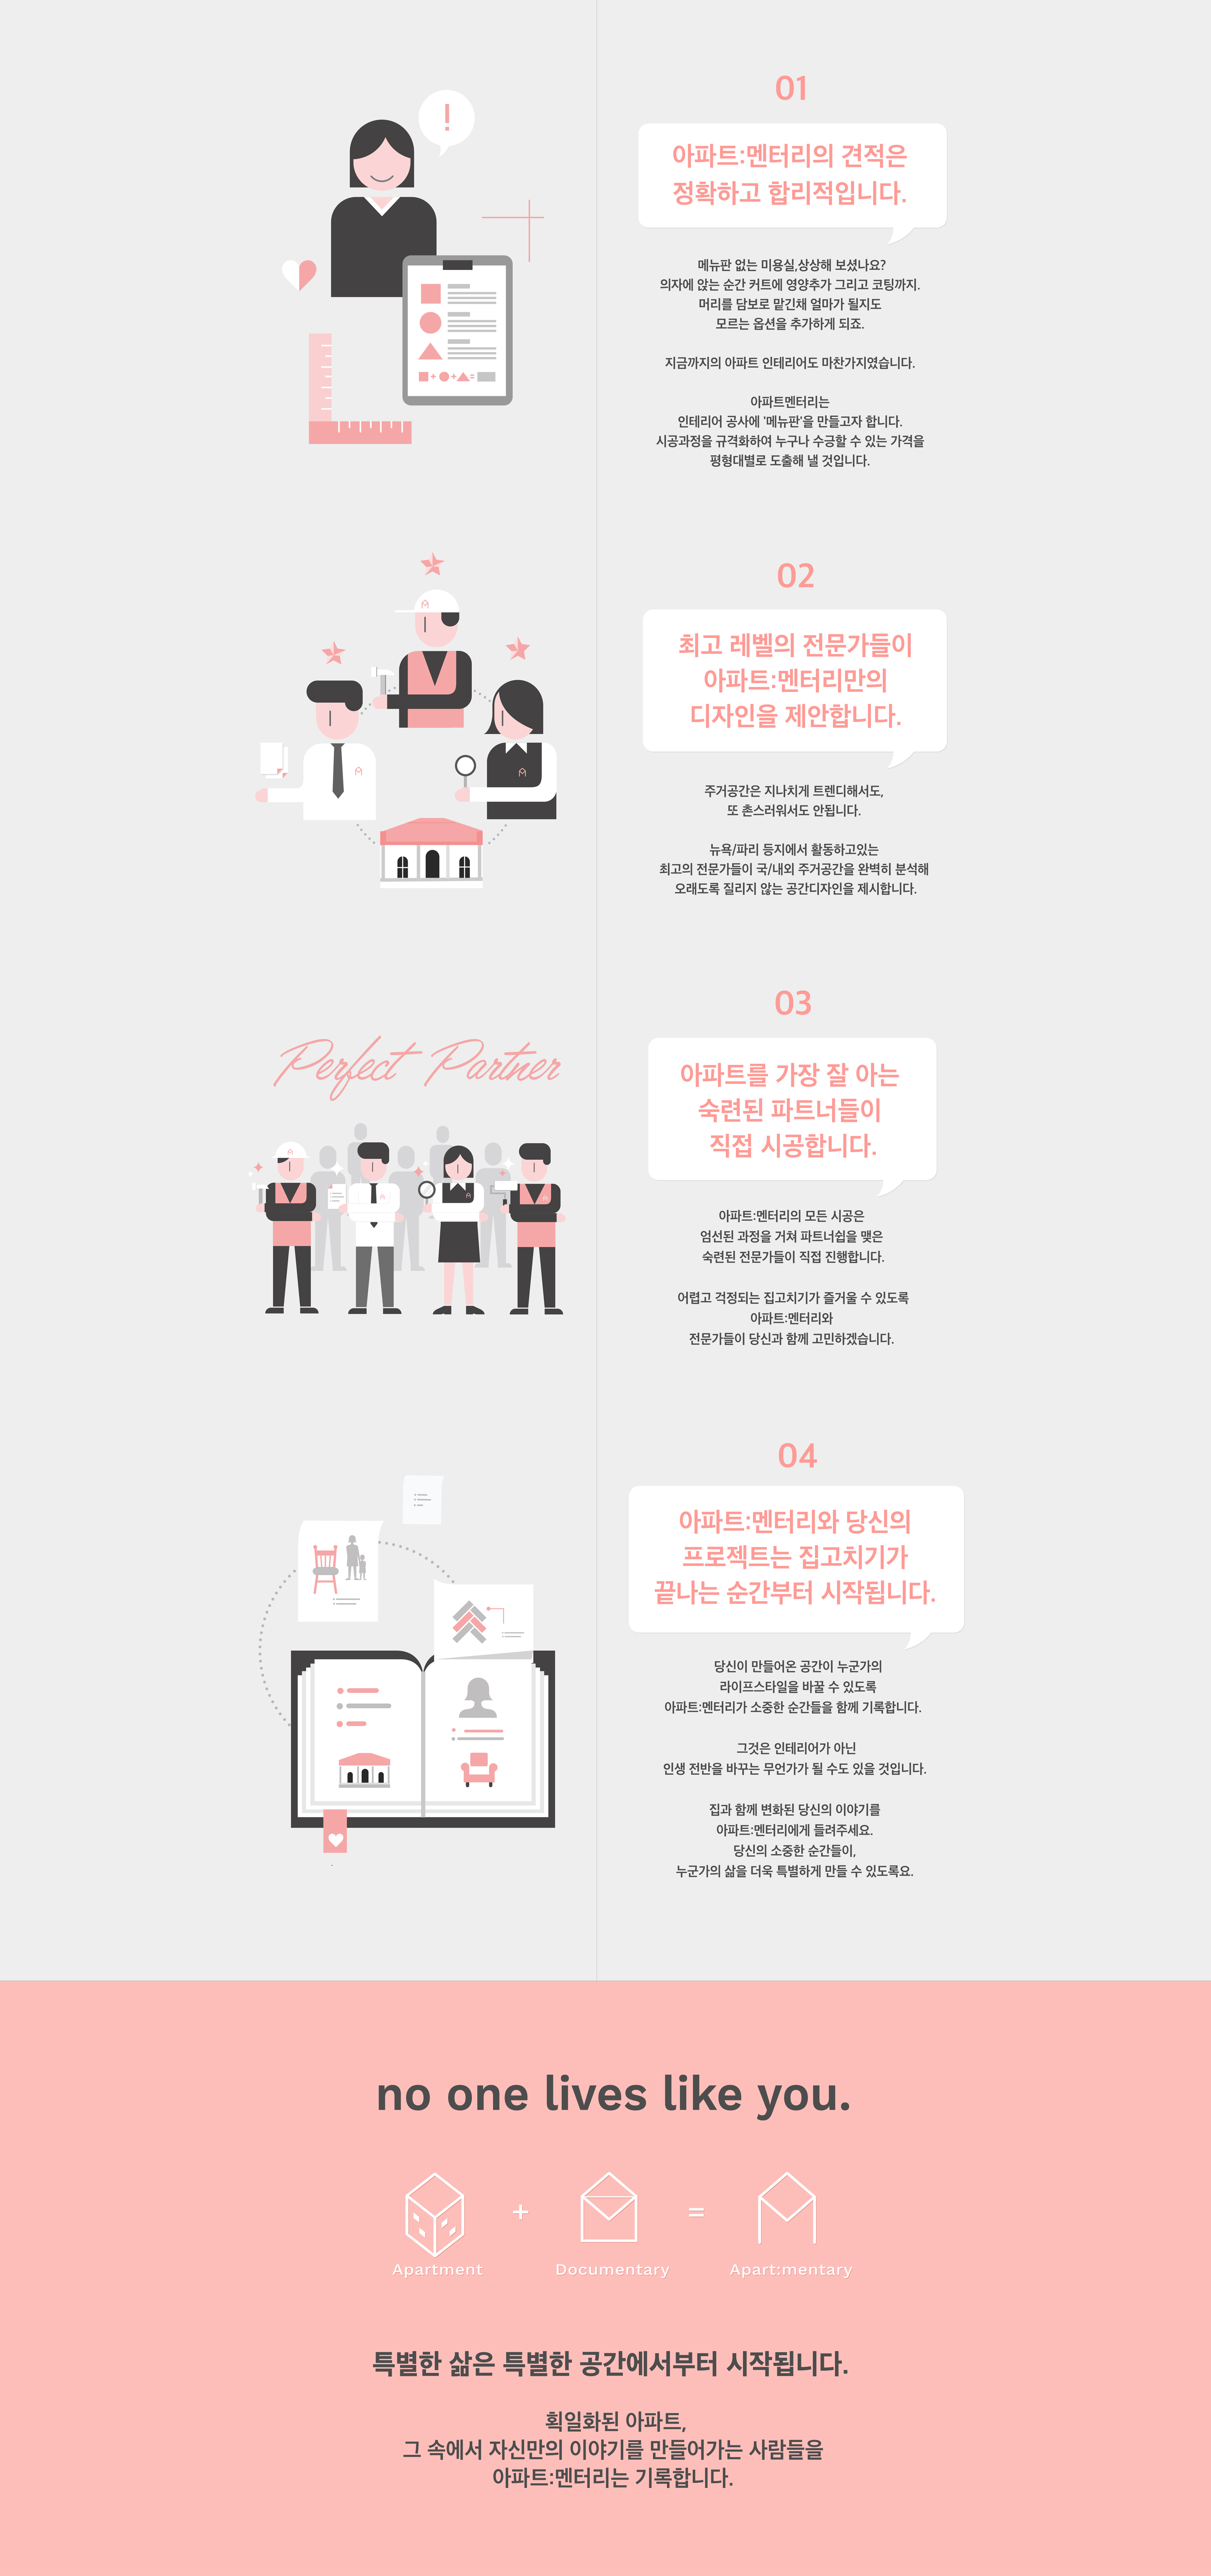 01
아파트:멘터리의 견적은
정확하고 합리적입니다.
메뉴판 없는 미용실,상상해 보셨나요?
의자에 앉는 순간 커트에 영양추가 그리고 코팅까지.
머리를 담보로 맡긴채 얼마가 될지도
모르는 옵션을 추가하게 되죠.
지금까지의 아파트 인테리어도 마찬가지였습니다.
아파트멘터리는
인테리어 공사에 '메뉴판'을 만들고자 합니다.
시공과정을 규격화하여 누구나 수긍할 수 있는 가격을
평형대별로 도출해 낼 것입니다.
02
최고 레벨의 전문가들이
아파트:멘터리만의
디자인을 제안합니다.
주거공간은 지나치게 트렌디해서도,
또 촌스러워서도 안됩니다.
뉴욕/파리 등지에서 활동하고있는
최고의 전문가들이 국/내외 주거공간을 완벽히 분석해
오래도록 질리지 않는 공간디자인을 제시합니다.
Perfect Partner
03
아파트를 가장 잘 아는
숙련된 파트너들이
직접 시공합니다.
아파트:멘터리의 모든 시공은
엄선된 과정을 거쳐 파트너쉽을 맺은
숙련된 전문가들이 직접 진행합니다.
어렵고 걱정되는 집고치기가 즐거울 수 있도록
아파트:멘터리와
전문가들이 당신과 함께 고민하겠습니다.
04
아파트:멘터리와 당신의
프로젝트는 집고치기가
끝나는 순간부터 시작됩니다.
당신이 만들어온 공간이 누군가의
라이프스타일을 바꿀 수 있도록
아파트:멘터리가 소중한 순간들을 함께 기록합니다.
그것은 인테리어가 아닌
인생 전반을 바꾸는 무언가가 될 수도 있을 것입니다.
집과 함께 변화된 당신의 이야기를
아파트:멘터리에게 들려주세요.
당신의 소중한 순간들이,
누군가의 삶을 더욱 특별하게 만들 수 있도록요.
no one lives like you.
+ =
Apartment Documentary Apart:mentary
특별한 삶은 특별한 공간에서부터 시작됩니다.
획일화된 아파트,
그 속에서 자신만의 이야기를 만들어가는 사람들을
아파트:멘터리는 기록합니다.